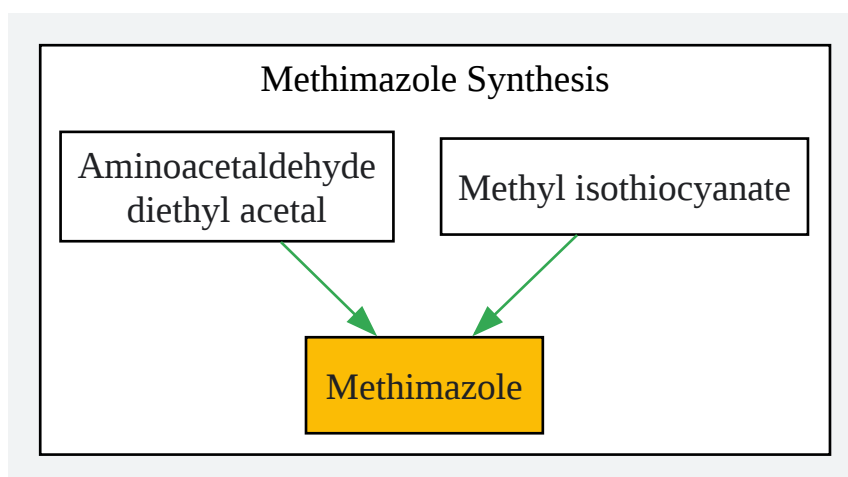 Methimazole Synthesis
Aminoacetaldehyde
diethyl acetal
Methyl isothiocyanate
Methimazole